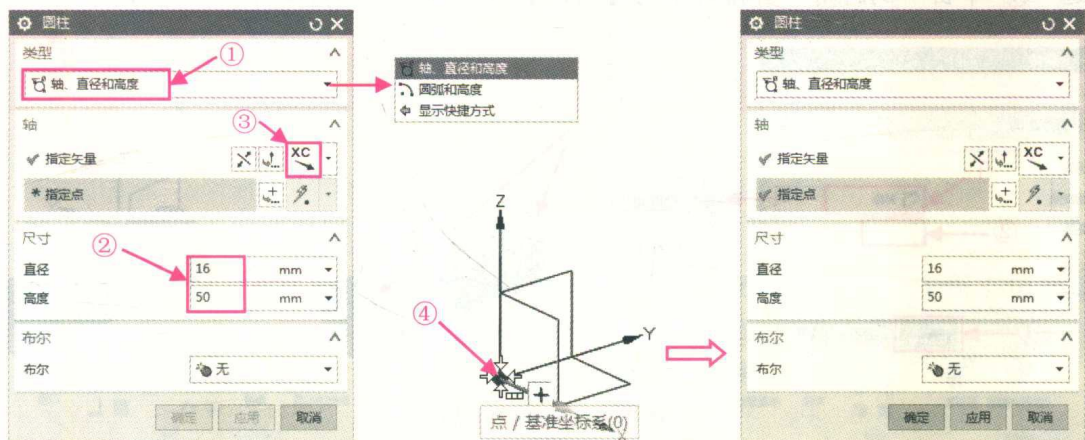 圆柱
类型
①
轴、直径和高度
轴
③
指定矢量
XC
* 指定点
尺寸
②
直径
16 mm
高度
50 mm
布尔
布尔
无
确定 应用 取消
轴、直径和高度
圆弧和高度
显示快捷方式
Z
Y
④
点 / 基准坐标系(0)
X
圆柱
类型
轴、直径和高度
轴
指定矢量
XC
指定点
尺寸
直径
16 mm
高度
50 mm
布尔
布尔
无
确定 应用 取消